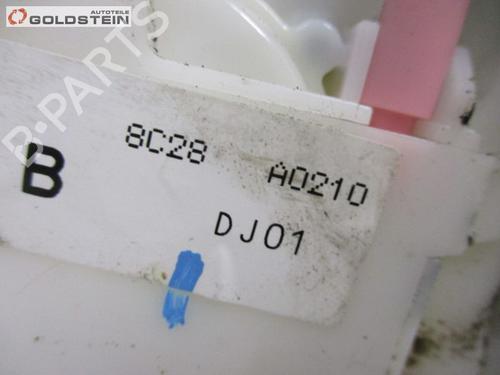 Autoteile
GOLDSTEIN
B-PARTS
8C28 A0210
B
DJ01